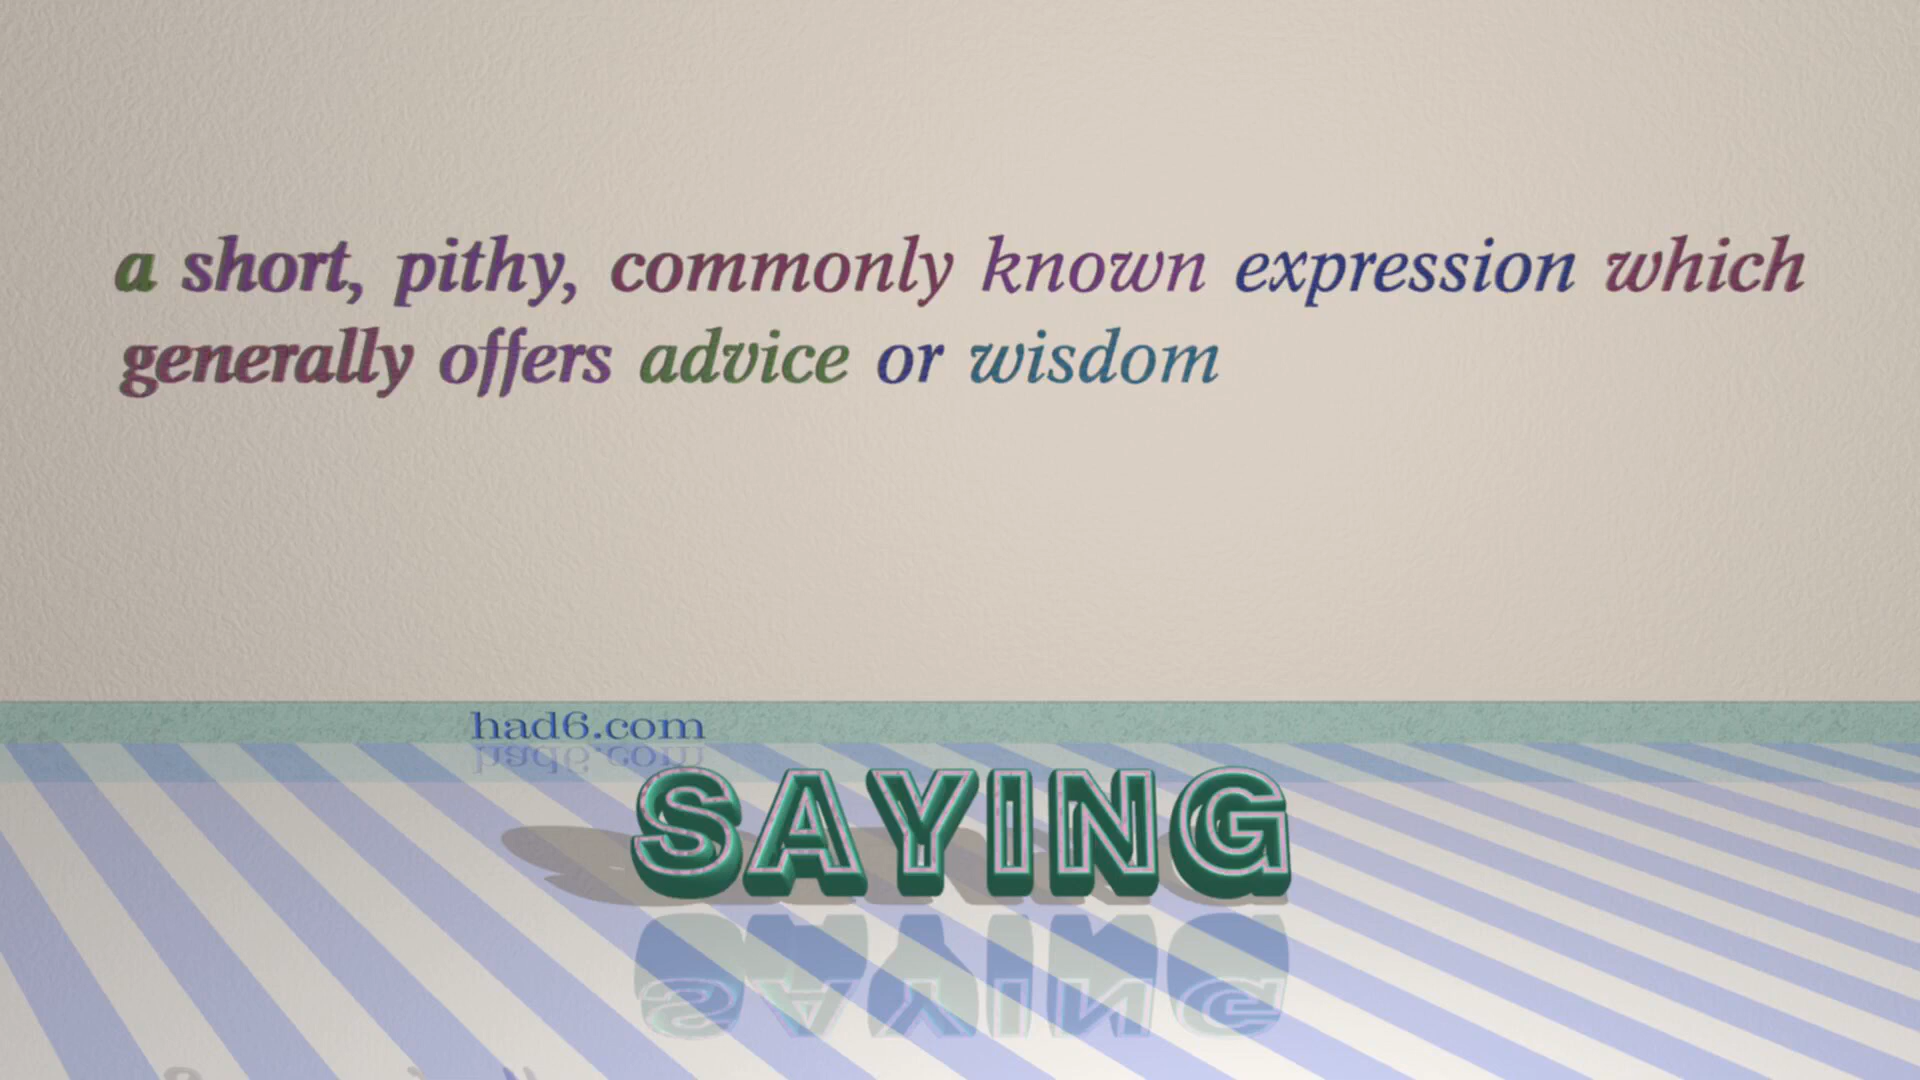 a short, pithy, commonly known expression which
generally offers advice or wisdom
had6.com
SAYING